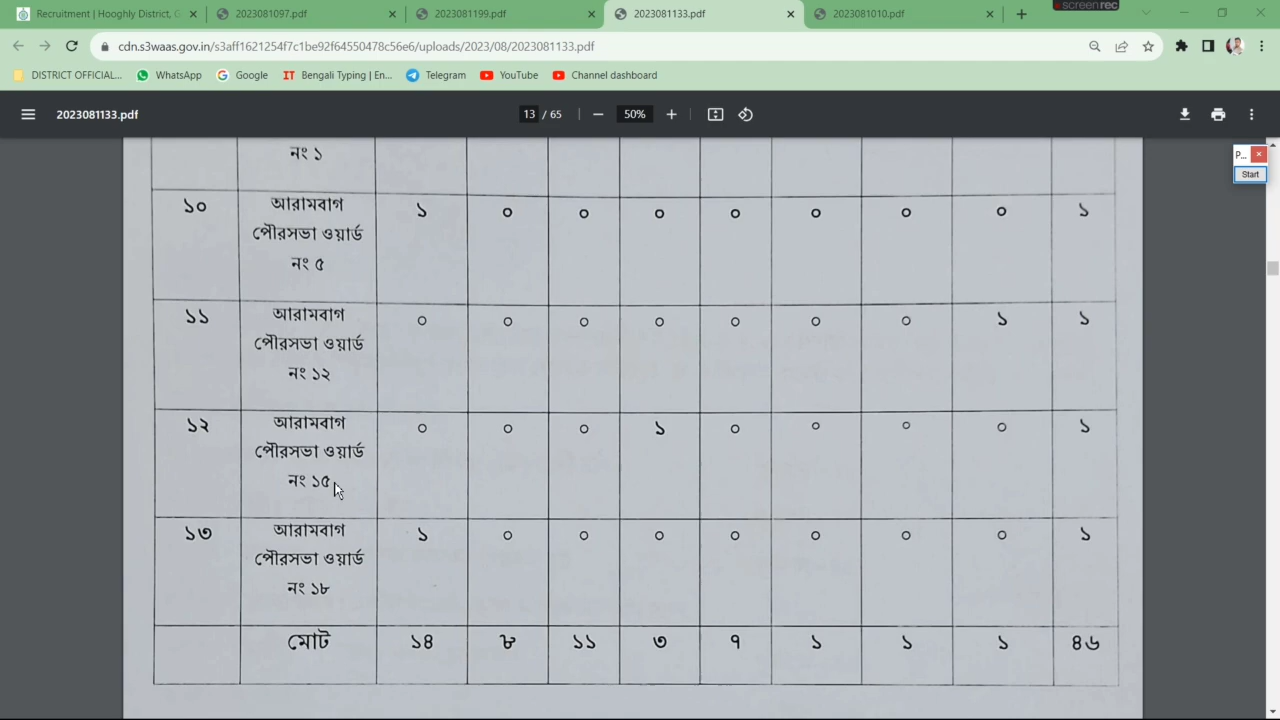 Recruitment | Hooghly District, G
2023081097.pdf
2023081199.pdf
2023081133.pdf
2023081010.pdf
screenrec
cdn.s3waas.gov.in/s3aff1621254f7c1be92f64550478c56e6/uploads/2023/08/2023081133.pdf
DISTRICT OFFICIAL...
WhatsApp
Google
IT Bengali Typing | En...
Telegram
YouTube
Channel dashboard
2023081133.pdf
13 / 65
50%
P...
Start
নং ১
১০ আরামবাগ ১ ০ ০ ০ ০ ০ ০ ০ ১
পৌরসভা ওয়ার্ড
নং ৫
১১ আরামবাগ ০ ০ ০ ০ ০ ০ ০ ১ ১
পৌরসভা ওয়ার্ড
নং ১২
১২ আরামবাগ ০ ০ ০ ১ ০ ০ ০ ০ ১
পৌরসভা ওয়ার্ড
নং ১৫
১৩ আরামবাগ ১ ০ ০ ০ ০ ০ ০ ০ ১
পৌরসভা ওয়ার্ড
নং ১৮
মোট ১৪ ৮ ১১ ৩ ৭ ১ ১ ১ ৪৬